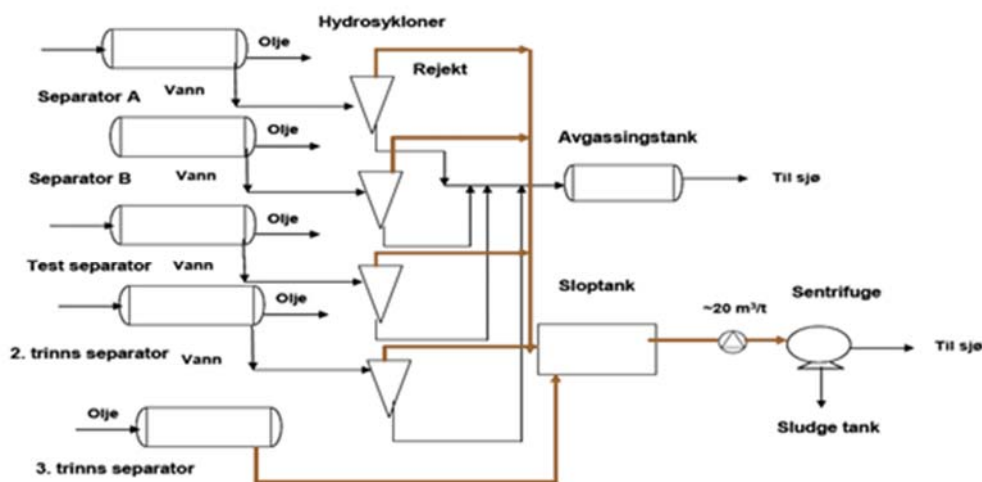 Hydrosykloner
Olje
Rejekt
Vann
Separator A
Olje
Avgassingstank
Separator B
Vann
Til sjø
Olje
Test separator
Vann
Sloptank
Sentrifuge
Olje
~20 m³/t
2. trinns separator
Vann
Til sjø
Olje
Sludge tank
3. trinns separator